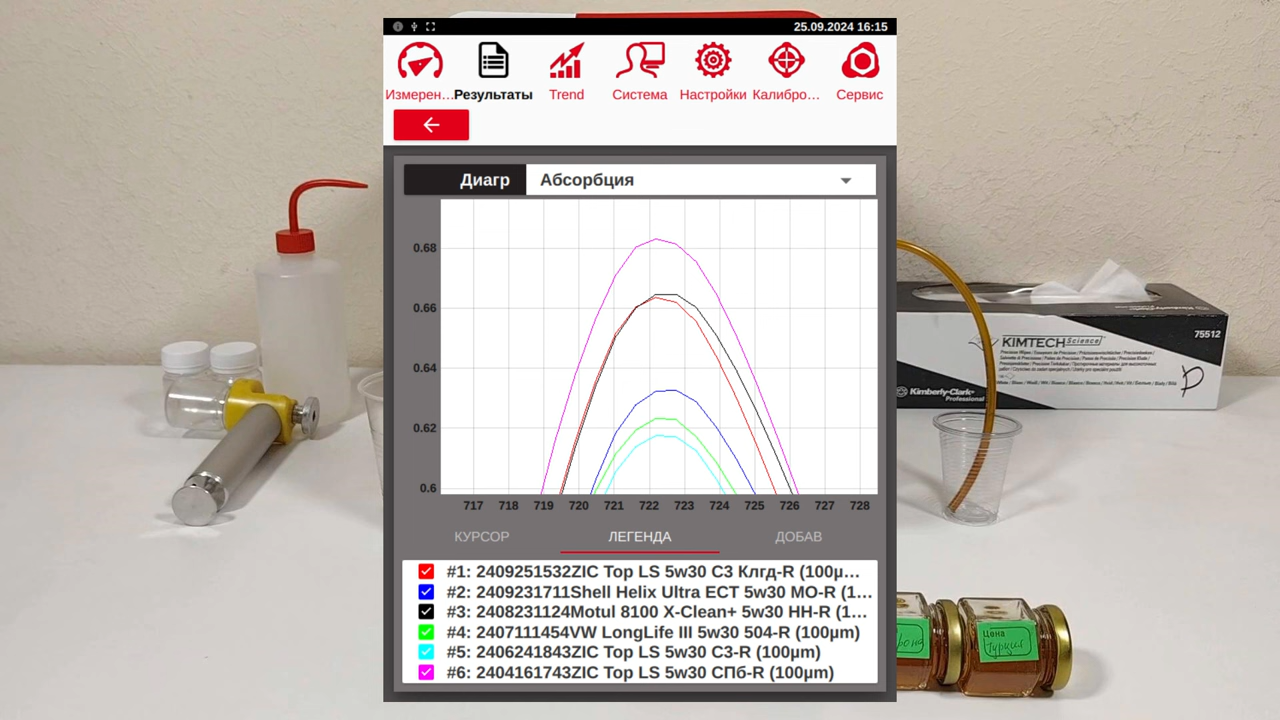 25.09.2024 16:15
Измерен... Результаты Trend Система Настройки Калибро... Сервис
Диагр Абсорбция
0.68
0.66
0.64
0.62
0.6
717 718 719 720 721 722 723 724 725 726 727 728
КУРСОР ЛЕГЕНДА ДОБАВ
#1: 2409251532ZIC Top LS 5w30 C3 Клгд-R (100µ...
#2: 2409231711Shell Helix Ultra ECT 5w30 MO-R (1...
#3: 2408231124Motul 8100 X-Clean+ 5w30 HH-R (1...
#4: 2407111454VW LongLife III 5w30 504-R (100µm)
#5: 2406241843ZIC Top LS 5w30 C3-R (100µm)
#6: 2404161743ZIC Top LS 5w30 СПб-R (100µm)
75512
KIMTECH Science
Kimberly-Clark
Professional
P
Цена
Турция